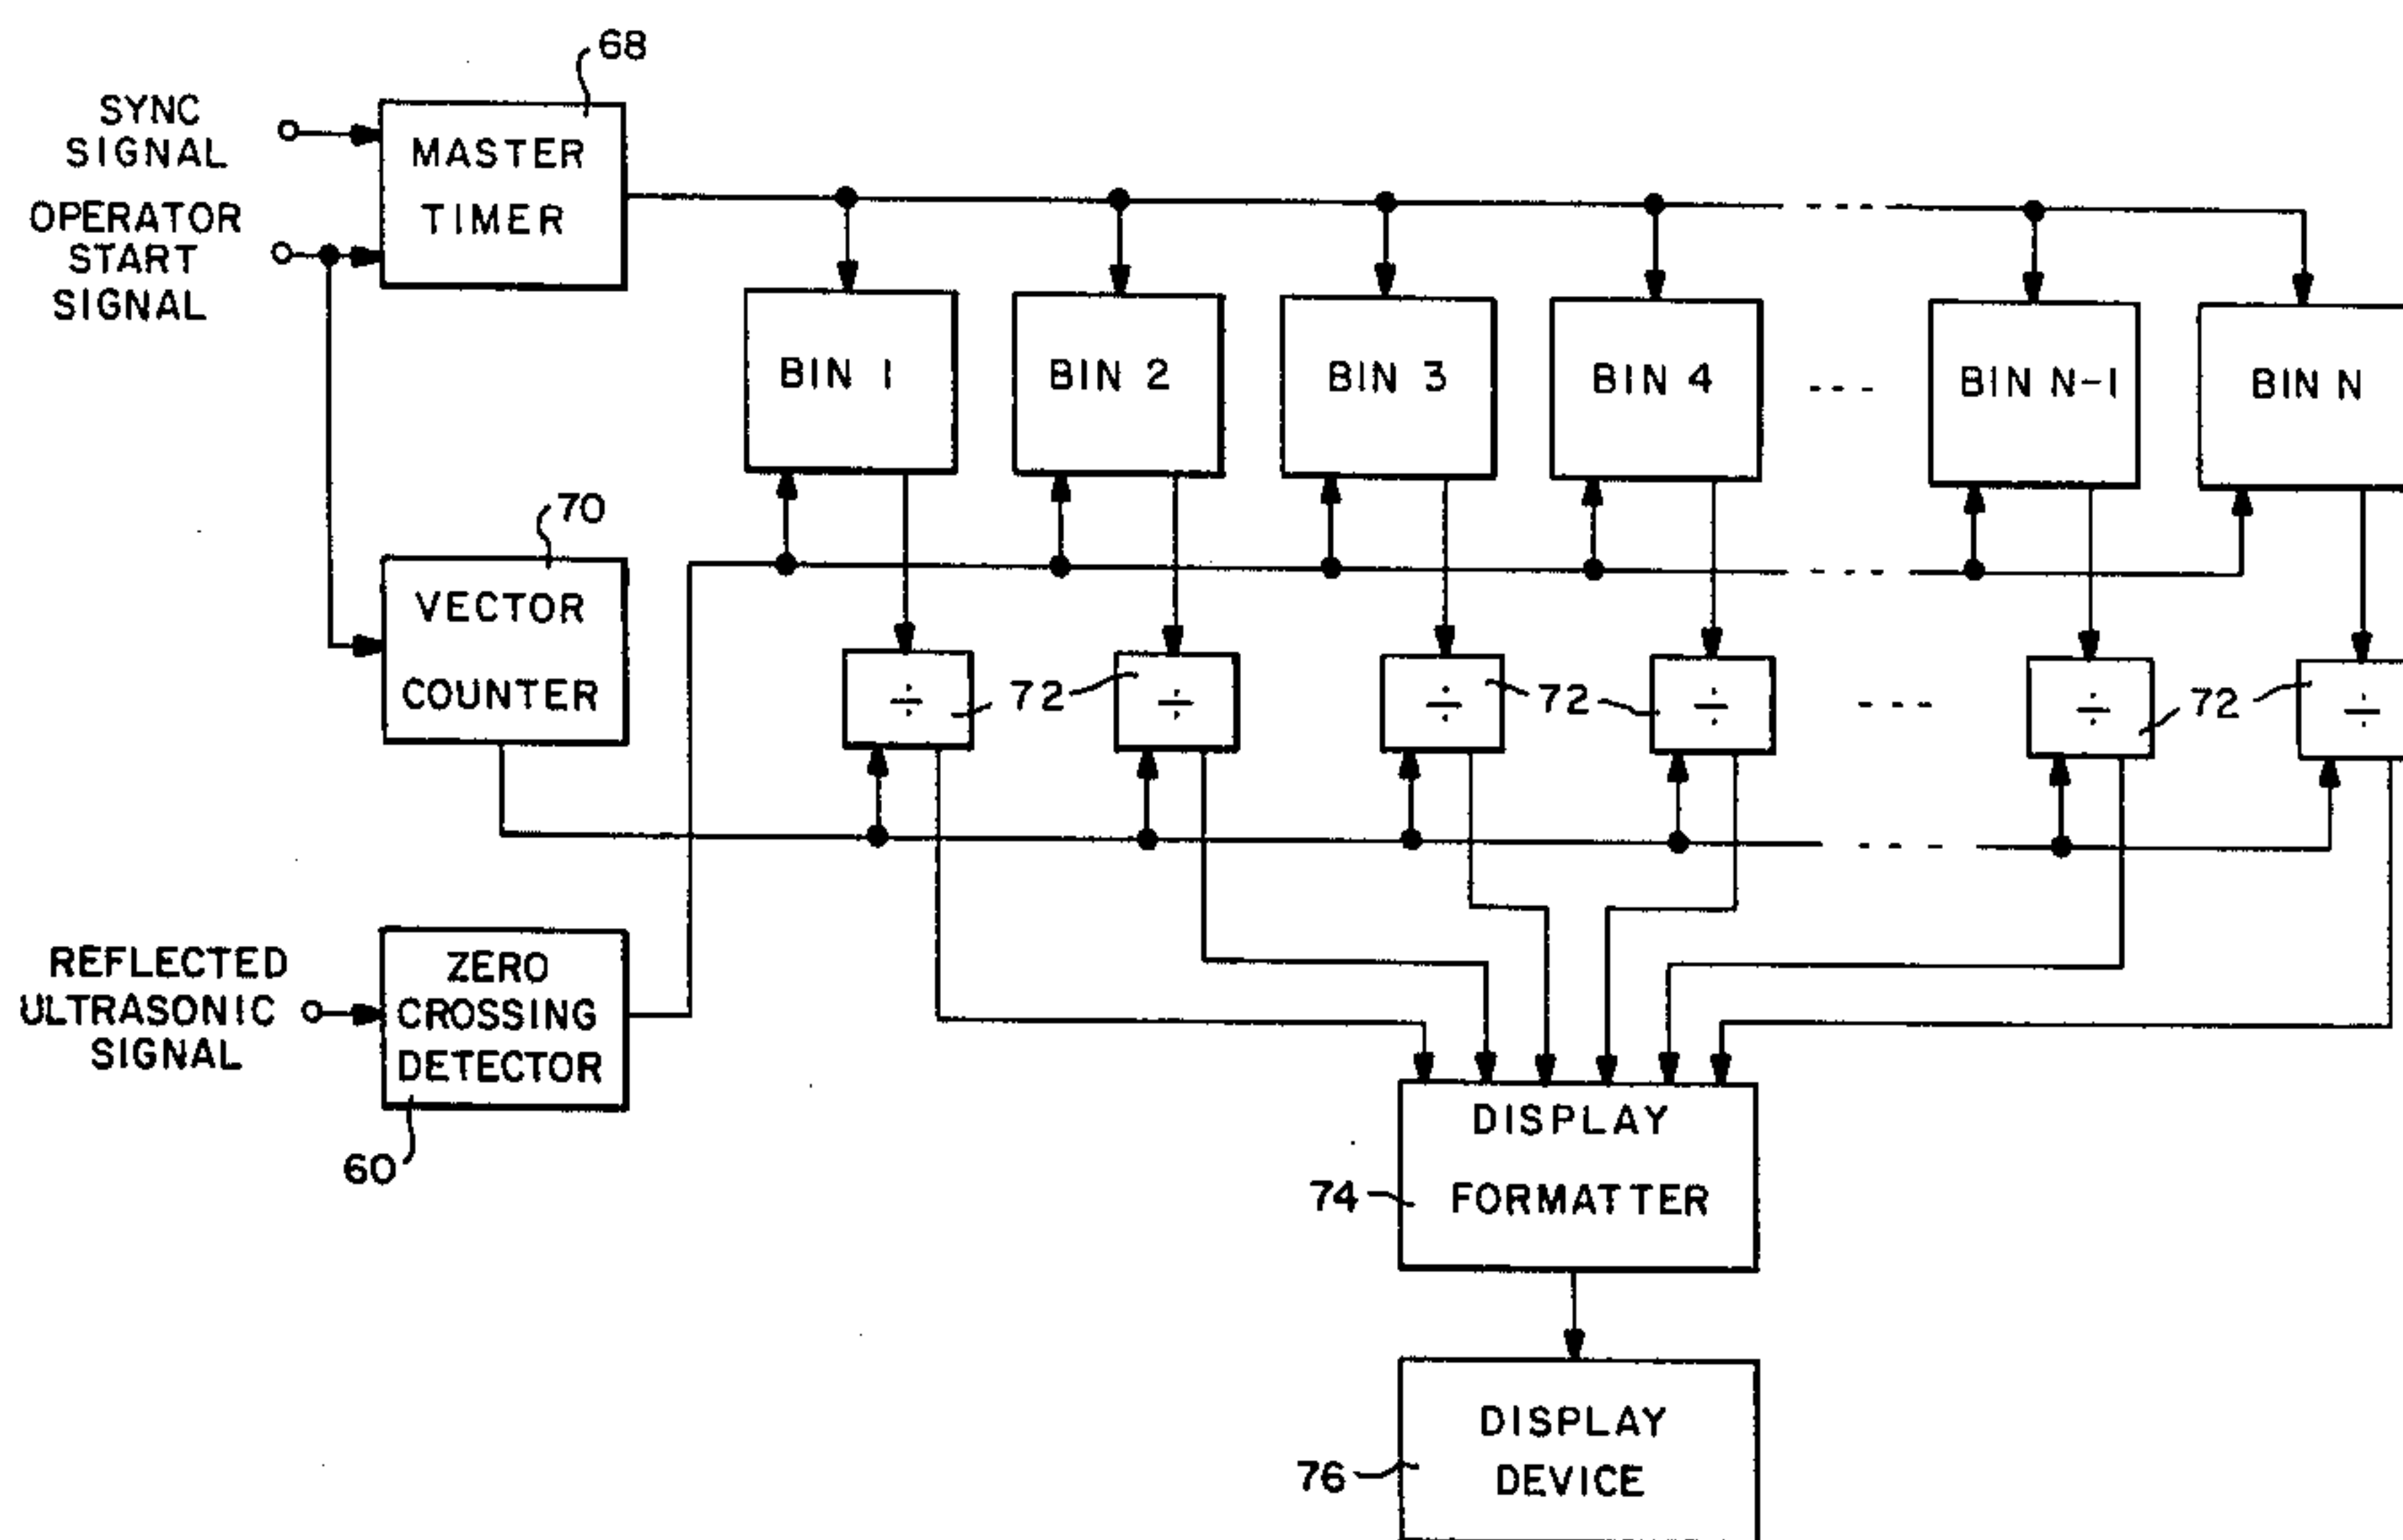 68
SYNC
SIGNAL
OPERATOR
START
SIGNAL
MASTER
TIMER
BIN 1
BIN 2
BIN 3
BIN 4
---
BIN N-1
BIN N
70
VECTOR
COUNTER
÷
72
÷
÷
72
÷
---
÷
72
÷
REFLECTED
ULTRASONIC
SIGNAL
ZERO
CROSSING
DETECTOR
60
DISPLAY
FORMATTER
74
DISPLAY
DEVICE
76